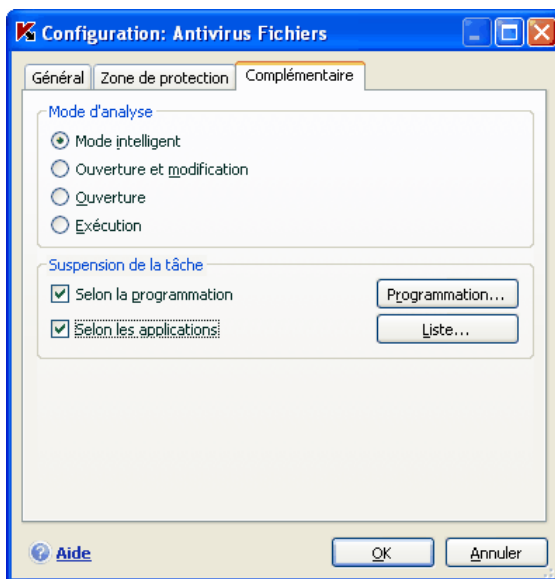 Configuration: Antivirus Fichiers
Général Zone de protection Complémentaire
Mode d'analyse
Mode intelligent
Ouverture et modification
Ouverture
Exécution
Suspension de la tâche
Selon la programmation Programmation...
Selon les applications Liste...
Aide OK Annuler